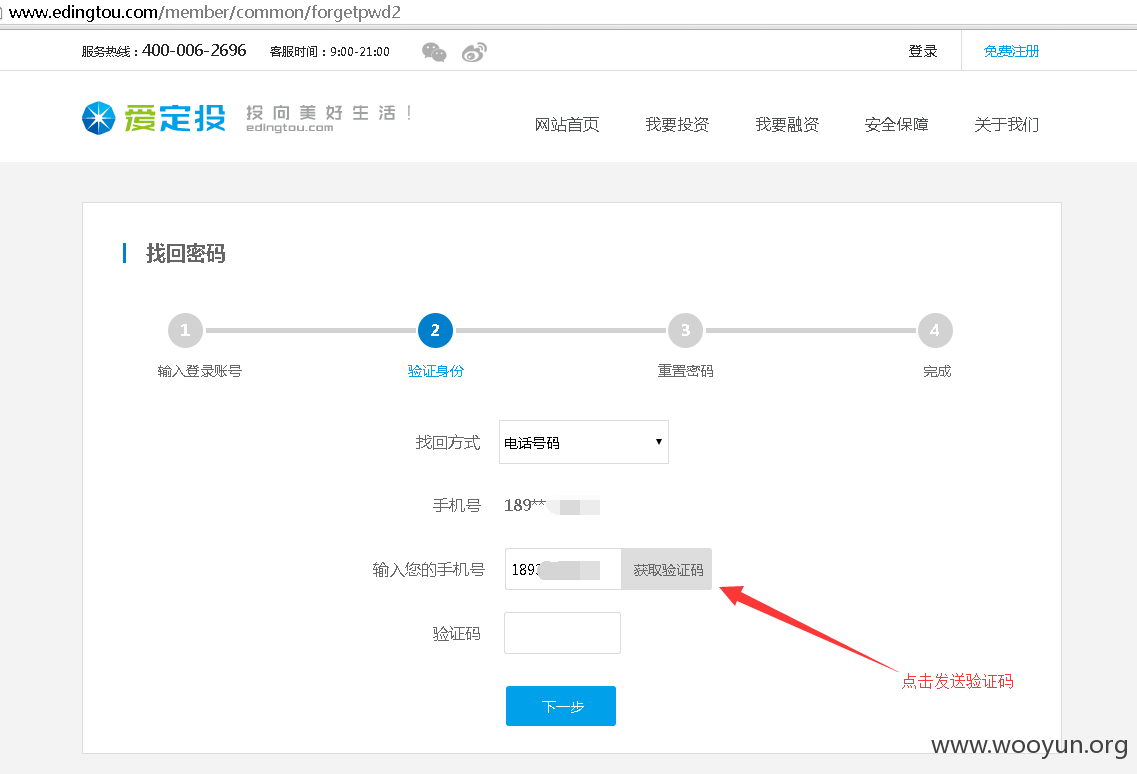 www.edingtou.com/member/common/forgetpwd2
服务热线：400-006-2696 客服时间：9:00-21:00 登录 免费注册
爱定投 投向美好生活！
edingtou.com
网站首页 我要投资 我要融资 安全保障 关于我们
找回密码
1 2 3 4
输入登录账号 验证身份 重置密码 完成
找回方式 电话号码
手机号 189**
输入您的手机号 1893 获取验证码
验证码
点击发送验证码
下一步
www.wooyun.org